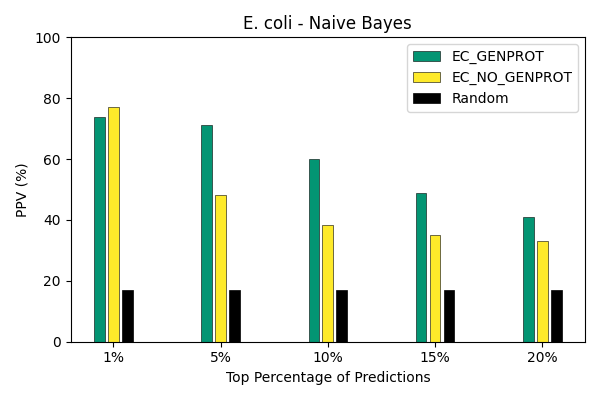 E. coli - Naive Bayes
EC_GENPROT
EC_NO_GENPROT
Random
PPV (%)
100
80
60
40
20
0
1%
5%
10%
15%
20%
Top Percentage of Predictions